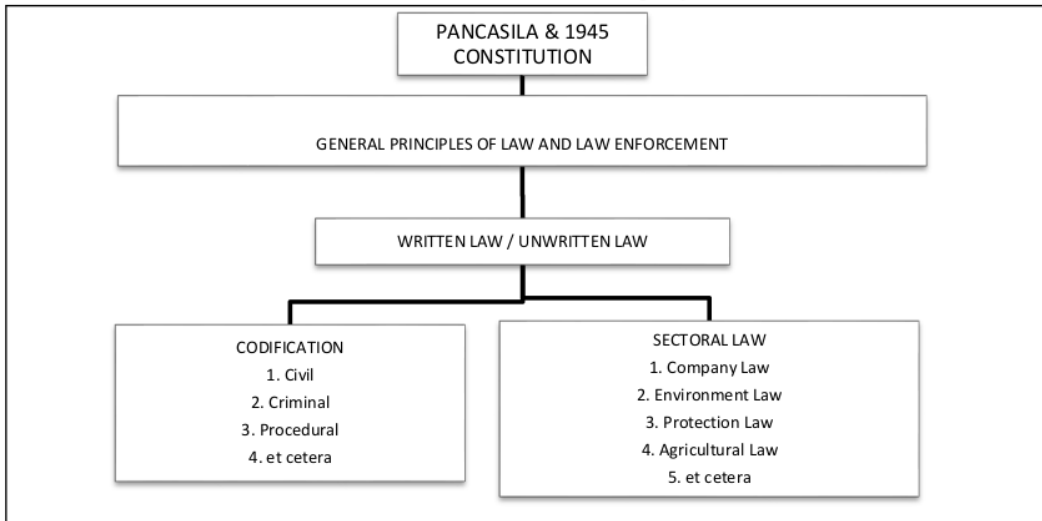 PANCASILA & 1945
CONSTITUTION
GENERAL PRINCIPLES OF LAW AND LAW ENFORCEMENT
WRITTEN LAW / UNWRITTEN LAW
CODIFICATION
1. Civil
2. Criminal
3. Procedural
4. et cetera
SECTORAL LAW
1. Company Law
2. Environment Law
3. Protection Law
4. Agricultural Law
5. et cetera